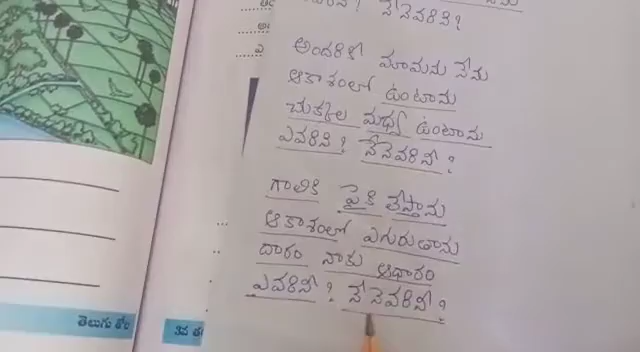 నేనెవరిని?
అందరికీ మామను నేను
ఆకాశంలో ఉంటాను
చుక్కల మధ్య ఉంటాను
ఎవరిని? నేనెవరిని?
గాలికి పైకి లేస్తాను
ఆకాశంలో ఎగురుతాను
దారం నాకు ఆధారం
ఎవరిని? నేనెవరిని?
తెలుగు తోట